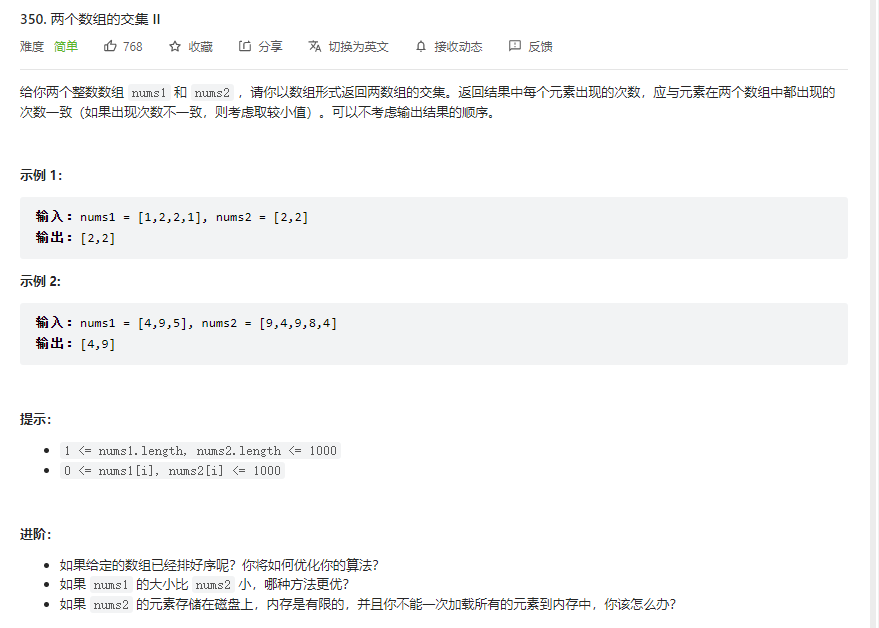 350. 两个数组的交集 II
难度 简单 768 收藏 分享 切换为英文 接收动态 反馈
给你两个整数数组 nums1 和 nums2 ，请你以数组形式返回两数组的交集。返回结果中每个元素出现的次数，应与元素在两个数组中都出现的
次数一致（如果出现次数不一致，则考虑取较小值）。可以不考虑输出结果的顺序。
示例 1：
输入：nums1 = [1,2,2,1], nums2 = [2,2]
输出：[2,2]
示例 2:
输入：nums1 = [4,9,5], nums2 = [9,4,9,8,4]
输出：[4,9]
提示：
1 <= nums1.length, nums2.length <= 1000
0 <= nums1[i], nums2[i] <= 1000
进阶：
如果给定的数组已经排好序呢？你将如何优化你的算法？
如果 nums1 的大小比 nums2 小，哪种方法更优？
如果 nums2 的元素存储在磁盘上，内存是有限的，并且你不能一次加载所有的元素到内存中，你该怎么办？